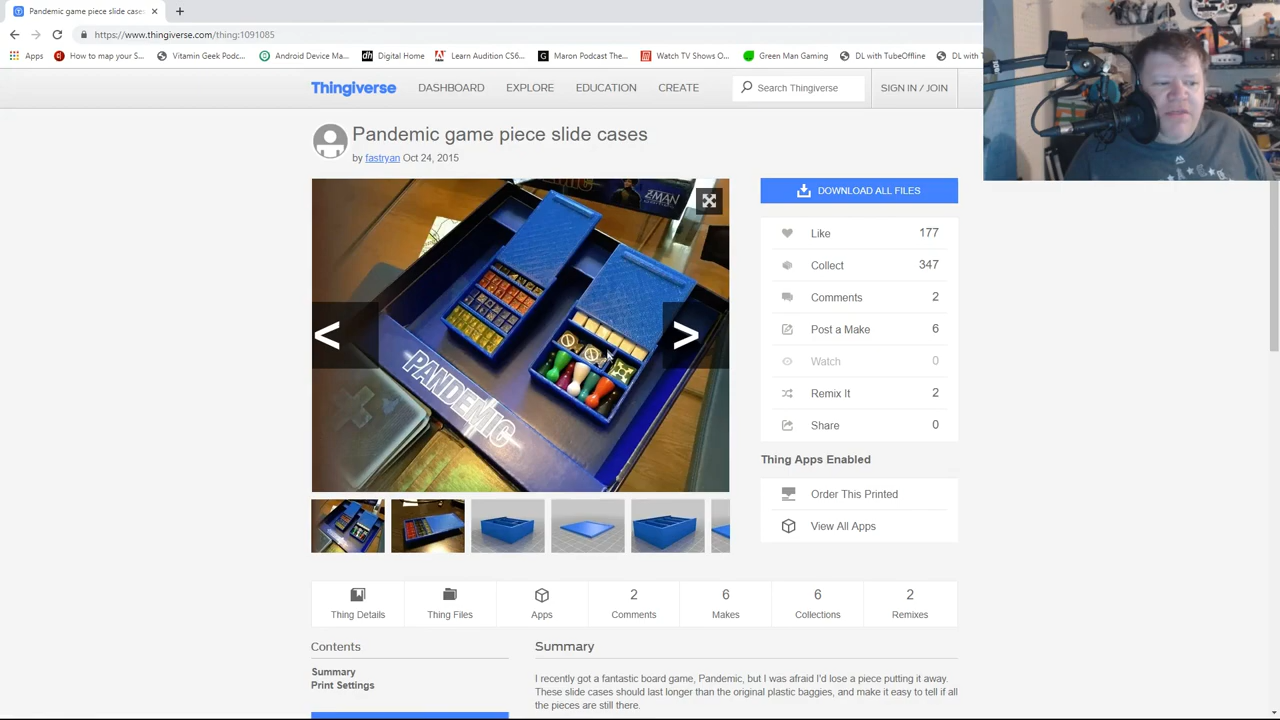 Pandemic game piece slide cases
https://www.thingiverse.com/thing:1091085
Apps
How to map your S...
Vitamin Geek Podc...
Android Device Ma...
Digital Home
Learn Audition CS6...
Maron Podcast The...
Watch TV Shows O...
Green Man Gaming
DL with TubeOffline
DL with
Thingiverse
DASHBOARD
EXPLORE
EDUCATION
CREATE
Search Thingiverse
SIGN IN / JOIN
Pandemic game piece slide cases
by fastryan Oct 24, 2015
Z-MAN
PANDEMIC
< >
DOWNLOAD ALL FILES
Like 177
Collect 347
Comments 2
Post a Make 6
Watch 0
Remix It 2
Share 0
Thing Apps Enabled
Order This Printed
View All Apps
Thing Details
Thing Files
Apps
2 Comments
6 Makes
6 Collections
2 Remixes
Contents
Summary
Print Settings
Summary
I recently got a fantastic board game, Pandemic, but I was afraid I'd lose a piece putting it away.
These slide cases should last longer than the original plastic baggies, and make it easy to tell if all
the pieces are still there.